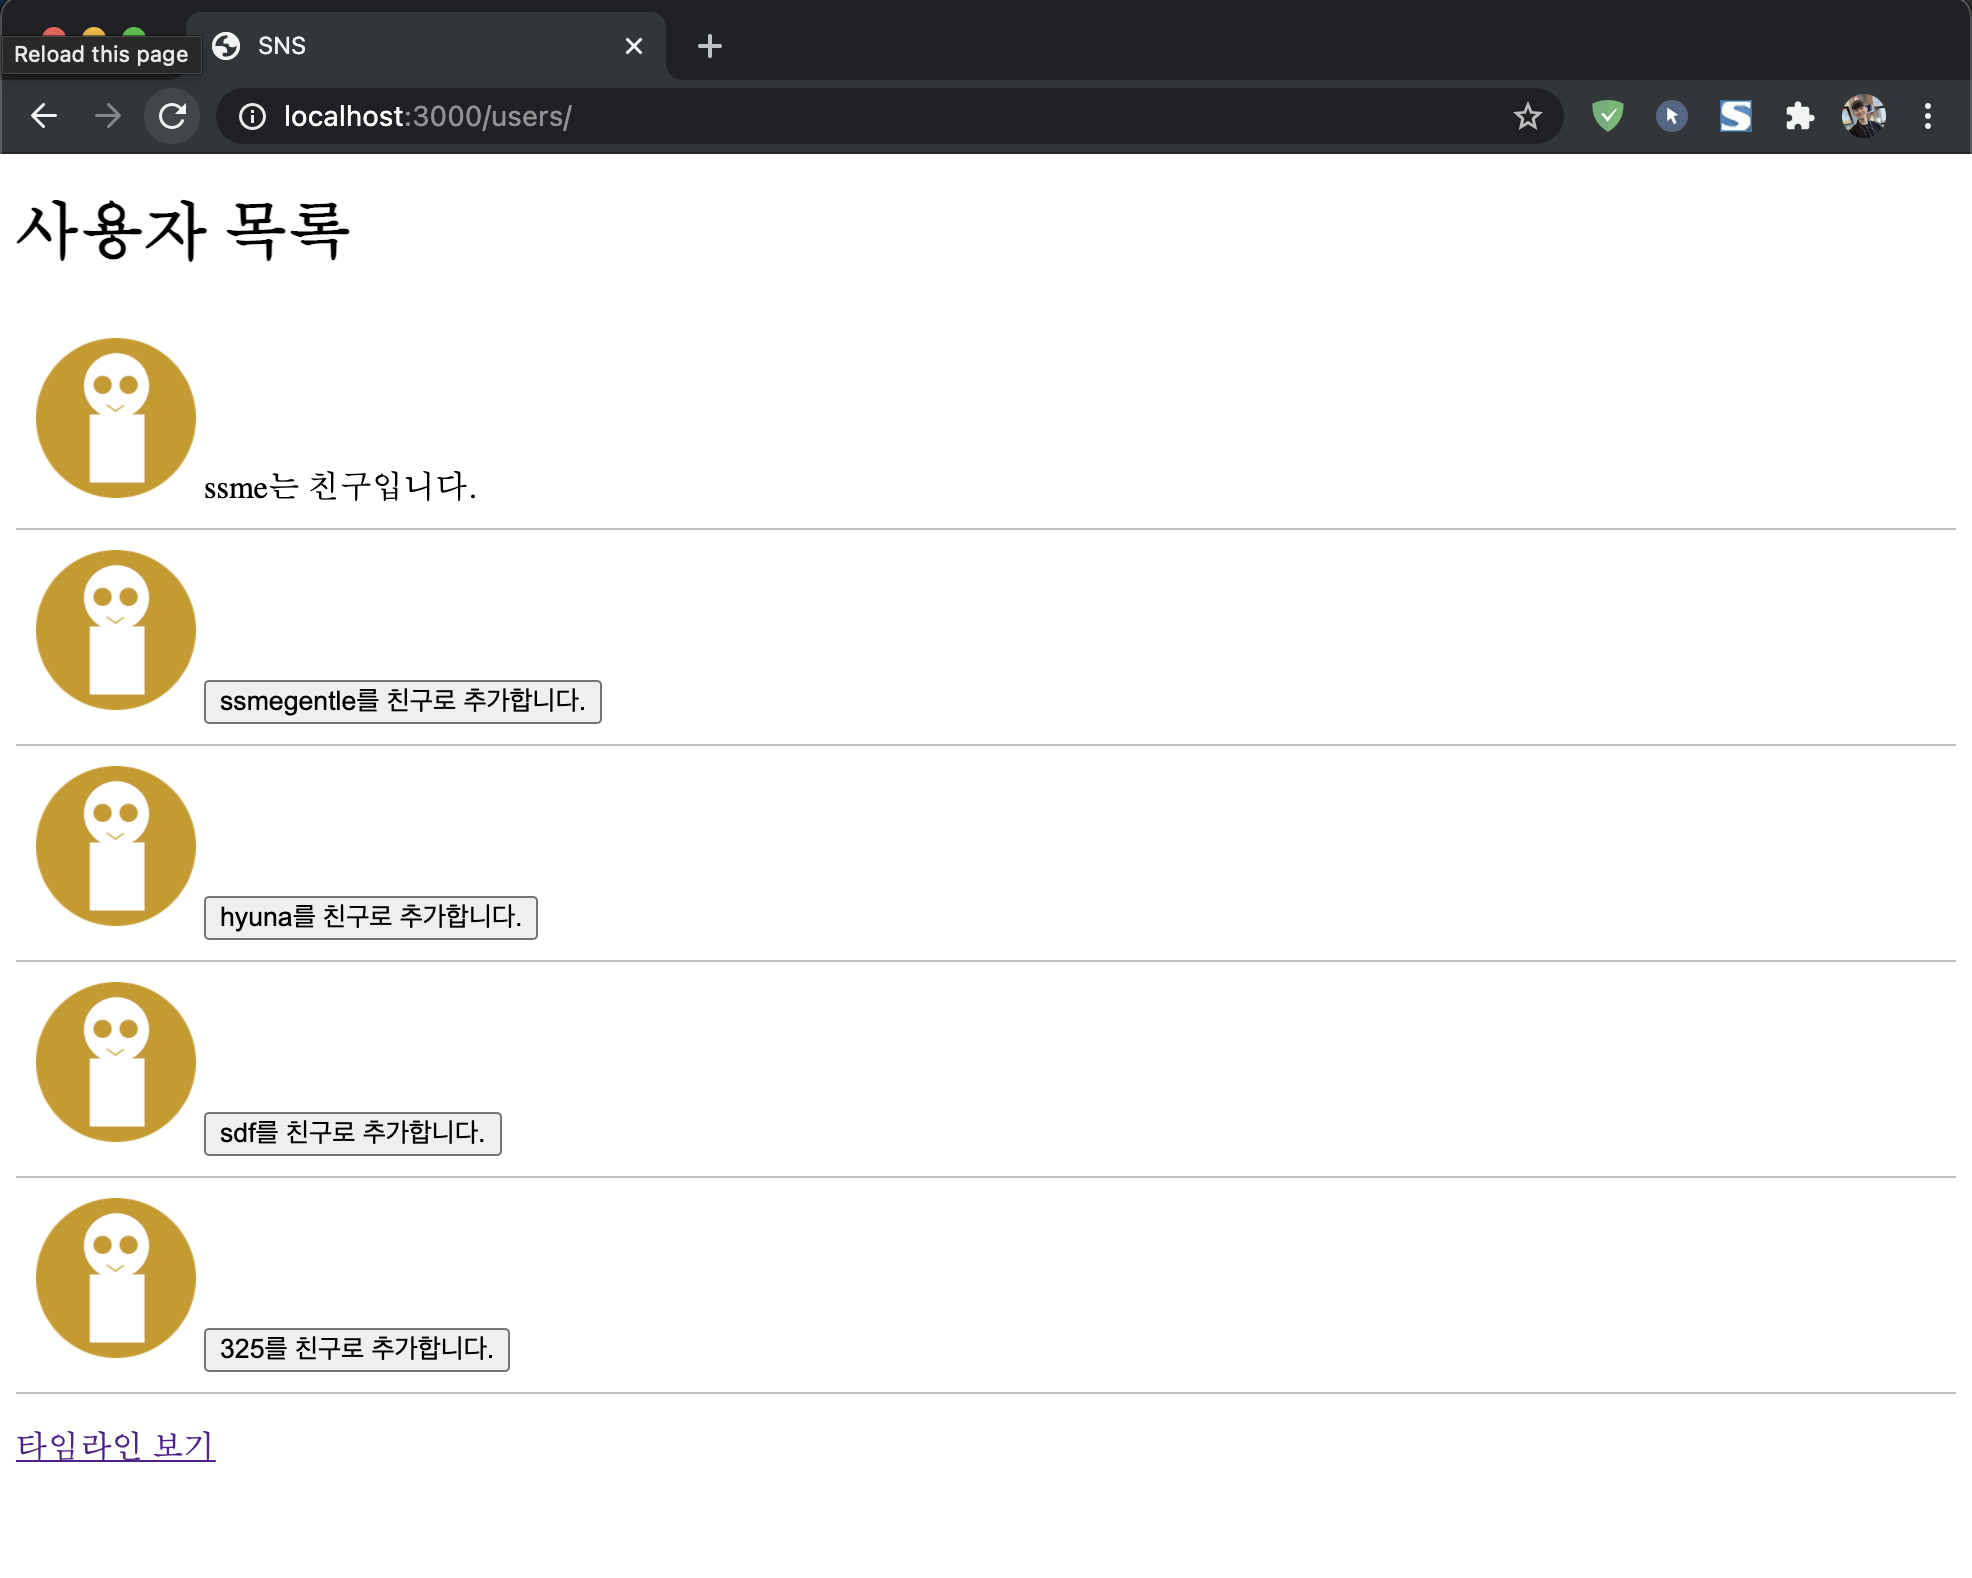 SNS
Reload this page
localhost:3000/users/
사용자 목록
ssme는 친구입니다.
ssmegentle를 친구로 추가합니다.
hyuna를 친구로 추가합니다.
sdf를 친구로 추가합니다.
325를 친구로 추가합니다.
타임라인 보기